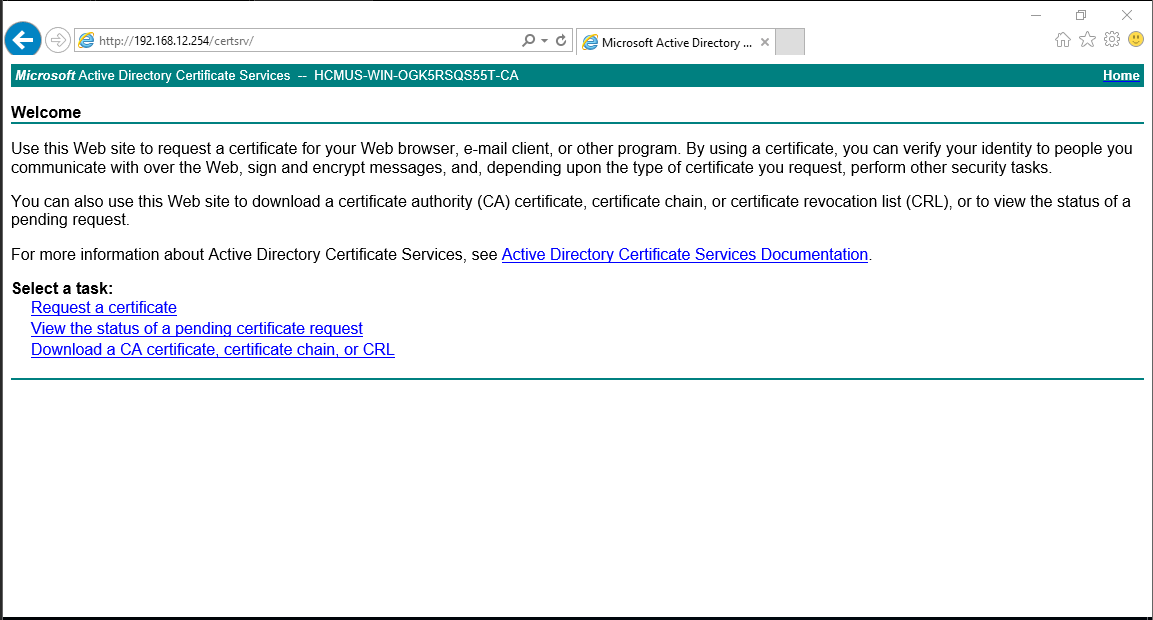 http://192.168.12.254/certsrv/
Microsoft Active Directory ...
Microsoft Active Directory Certificate Services -- HCMUS-WIN-OGK5RSQS55T-CA
Home
Welcome
Use this Web site to request a certificate for your Web browser, e-mail client, or other program. By using a certificate, you can verify your identity to people you
communicate with over the Web, sign and encrypt messages, and, depending upon the type of certificate you request, perform other security tasks.
You can also use this Web site to download a certificate authority (CA) certificate, certificate chain, or certificate revocation list (CRL), or to view the status of a
pending request.
For more information about Active Directory Certificate Services, see Active Directory Certificate Services Documentation.
Select a task:
Request a certificate
View the status of a pending certificate request
Download a CA certificate, certificate chain, or CRL